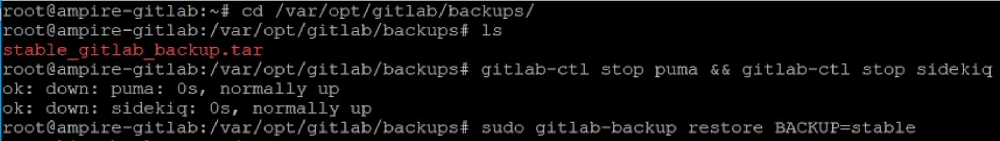 root@ampire-gitlab:~# cd /var/opt/gitlab/backups/
root@ampire-gitlab:/var/opt/gitlab/backups# ls
stable_gitlab_backup.tar
root@ampire-gitlab:/var/opt/gitlab/backups# gitlab-ctl stop puma && gitlab-ctl stop sidekiq
ok: down: puma: 0s, normally up
ok: down: sidekiq: 0s, normally up
root@ampire-gitlab:/var/opt/gitlab/backups# sudo gitlab-backup restore BACKUP=stable